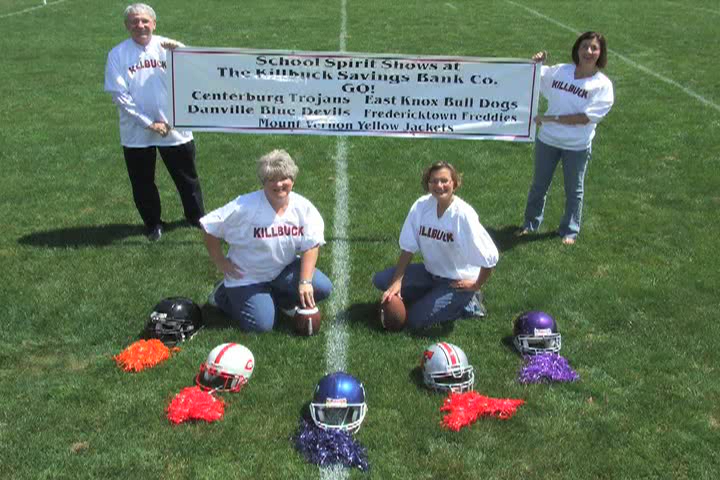 School Spirit Shows at
The Killbuck Savings Bank Co.
GO!
Centerburg Trojans East Knox Bull Dogs
Danville Blue Devils Fredericktown Freddies
Mount Vernon Yellow Jackets
KILLBUCK
KILLBUCK
KILLBUCK
KILLBUCK
C